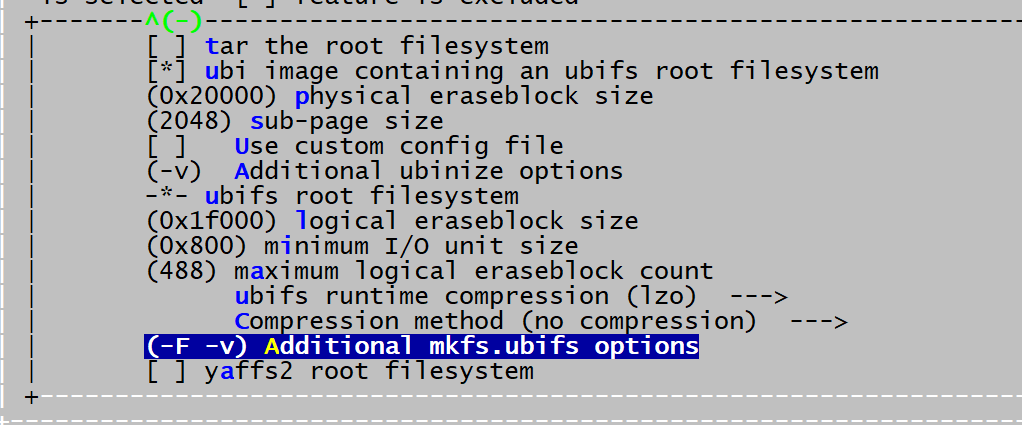 is selected  [ ] feature is excluded
+-------^(-)-------------------------------------------------------
[ ] tar the root filesystem
[*] ubi image containing an ubifs root filesystem
(0x20000) physical eraseblock size
(2048) sub-page size
[ ]   Use custom config file
(-v)  Additional ubinize options
-*- ubifs root filesystem
(0x1f000) logical eraseblock size
(0x800) minimum I/O unit size
(488) maximum logical eraseblock count
ubifs runtime compression (lzo)  --->
Compression method (no compression)  --->
(-F -v) Additional mkfs.ubifs options
[ ] yaffs2 root filesystem